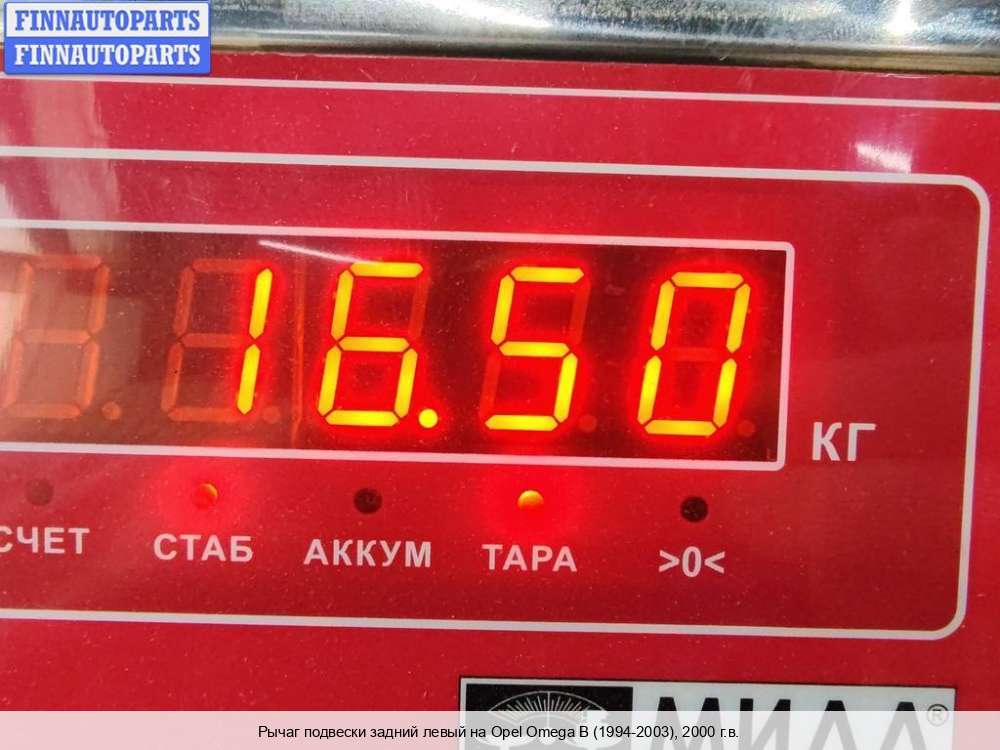 FINNAUTOPARTS
FINNAUTOPARTS
16.50
КГ
СЧЕТ СТАБ АККУМ ТАРА >0<
МИДЛ®
Рычаг подвески задний левый на Opel Omega B (1994-2003), 2000 г.в.